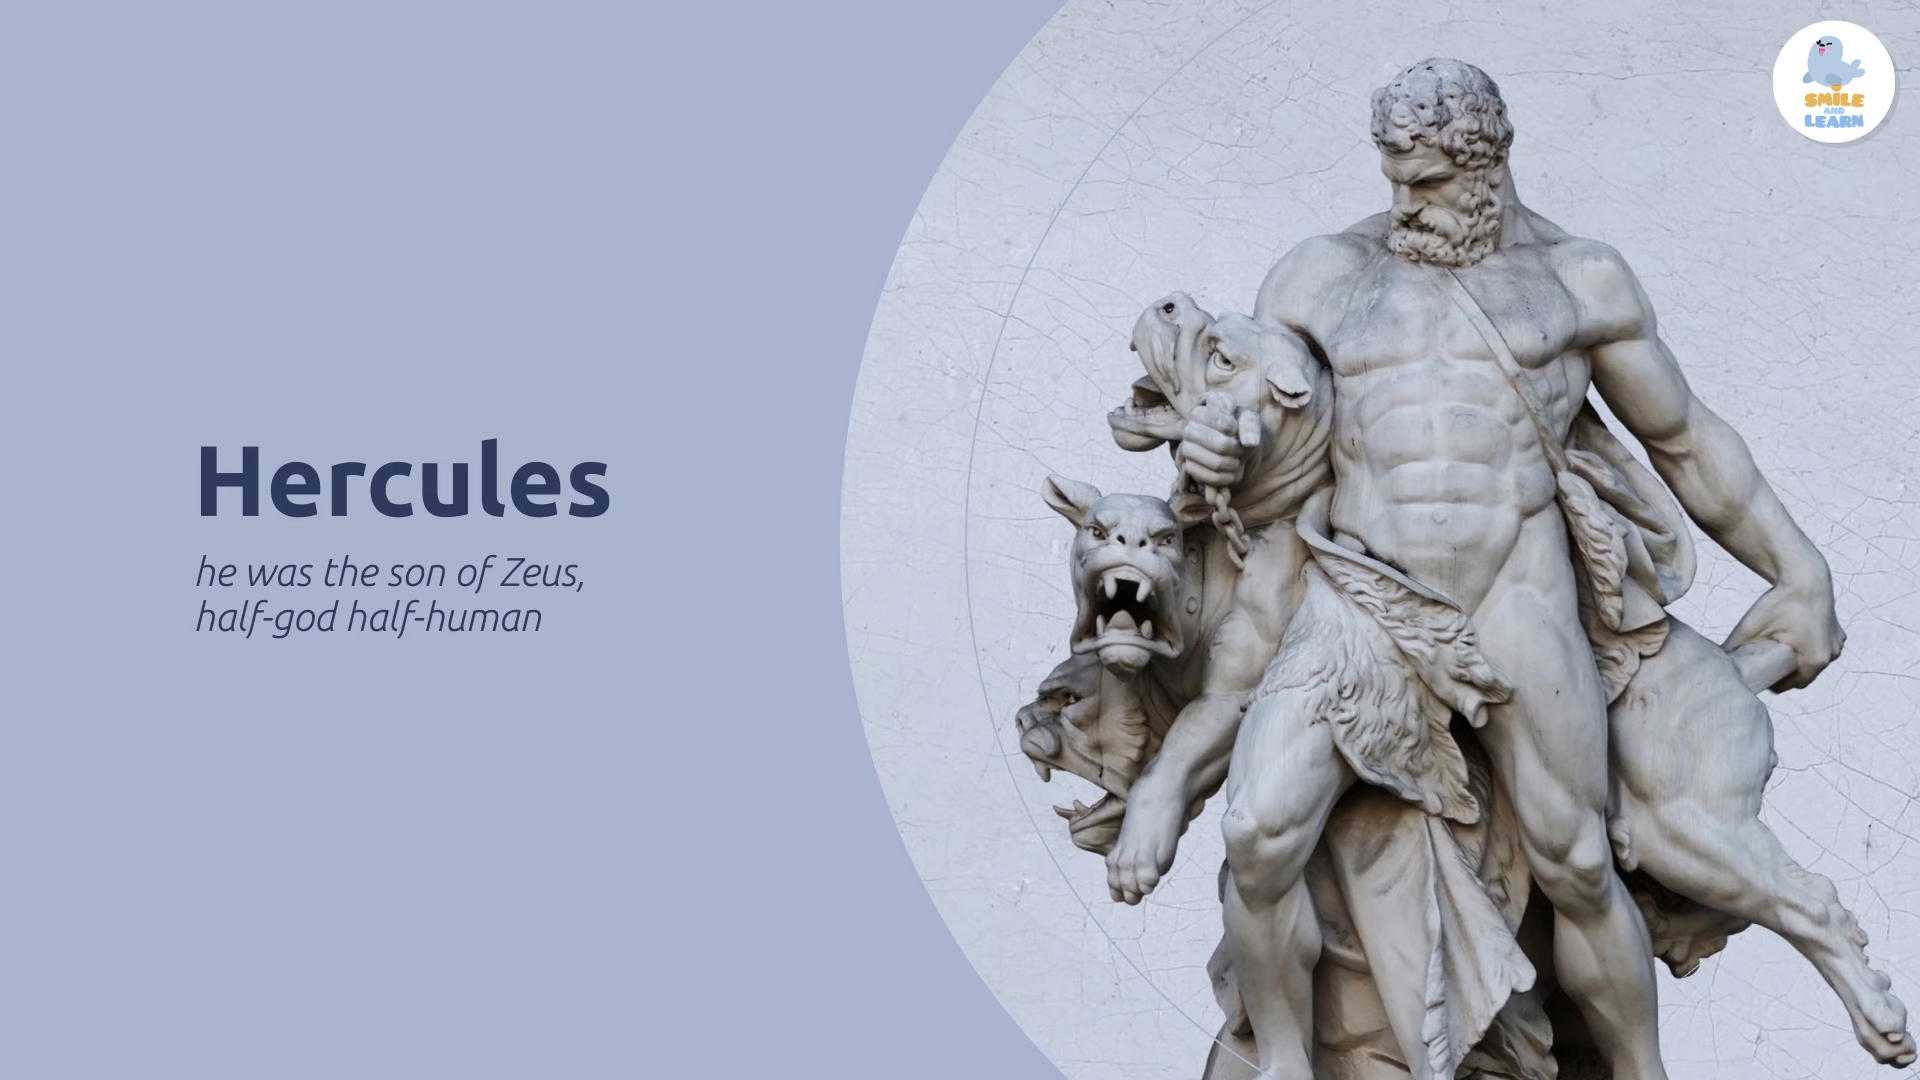 Hercules
he was the son of Zeus,
half-god half-human
SMILE
AND
LEARN